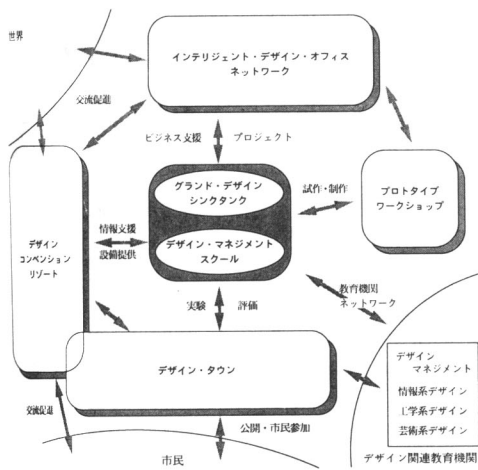 世界
インテリジェント・デザイン・オフィス
ネットワーク
交流促進
ビジネス支援 プロジェクト
グランド・デザイン
シンクタンク
試作・制作
プロトタイプ
ワークショップ
デザイン
コンベンション
リゾート
情報支援
設備提供
デザイン・マネジメント
スクール
教育機関
ネットワーク
実験 評価
デザイン・タウン
デザイン
マネジメント
情報系デザイン
工学系デザイン
芸術系デザイン
デザイン関連教育機関
交流促進
公開・市民参加
市民